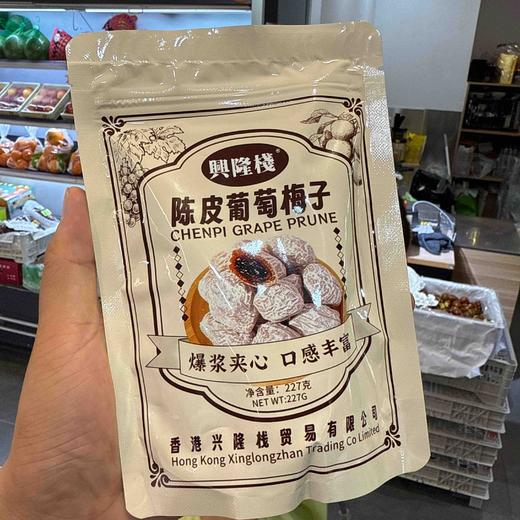 興隆棧®
陈皮葡萄梅子
CHENPI GRAPE PRUNE
爆浆夹心 口感丰富
净含量：227克
NET WT:227G
香港兴隆栈贸易有限公司
Hong Kong Xinglongzhan Trading Co Limited